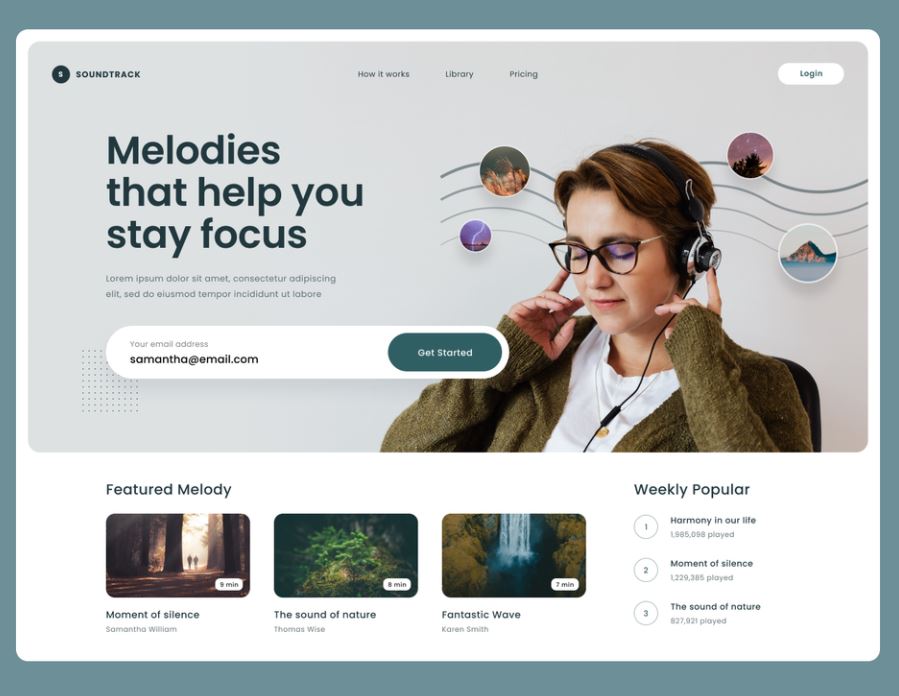 S SOUNDTRACK
How it works
Library
Pricing
Login
Melodies
that help you
stay focus
Lorem ipsum dolor sit amet, consectetur adipiscing
elit, sed do eiusmod tempor incididunt ut labore
Your email address
samantha@email.com
Get Started
Featured Melody
9 min
Moment of silence
Samantha William
8 min
The sound of nature
Thomas Wise
7 min
Fantastic Wave
Karen Smith
Weekly Popular
1
Harmony in our life
1,985,098 played
2
Moment of silence
1,229,385 played
3
The sound of nature
827,921 played